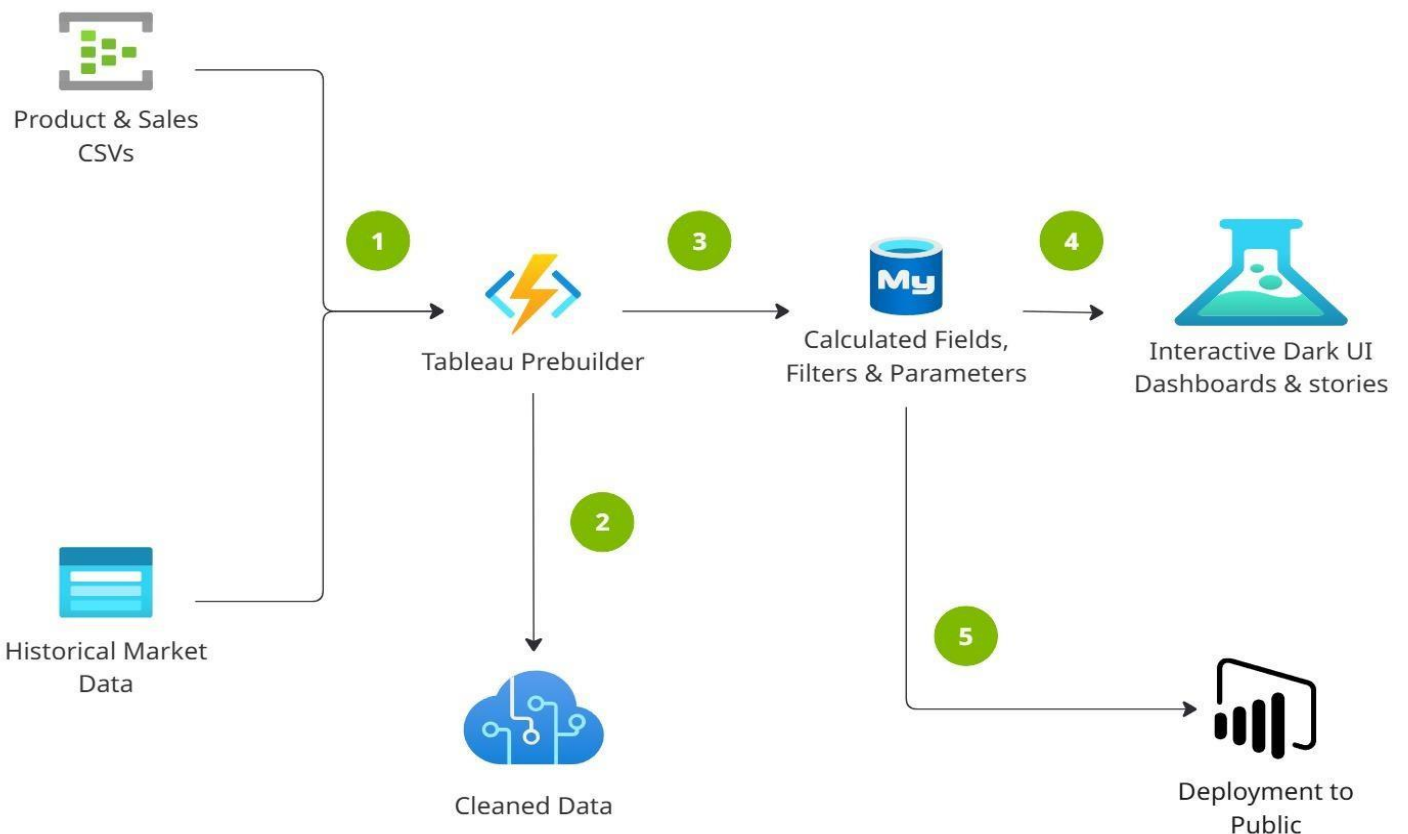 Product & Sales
CSVs
1
3
4
My
Tableau Prebuilder
Calculated Fields,
Filters & Parameters
Interactive Dark UI
Dashboards & stories
2
5
Historical Market
Data
Cleaned Data
Deployment to
Public